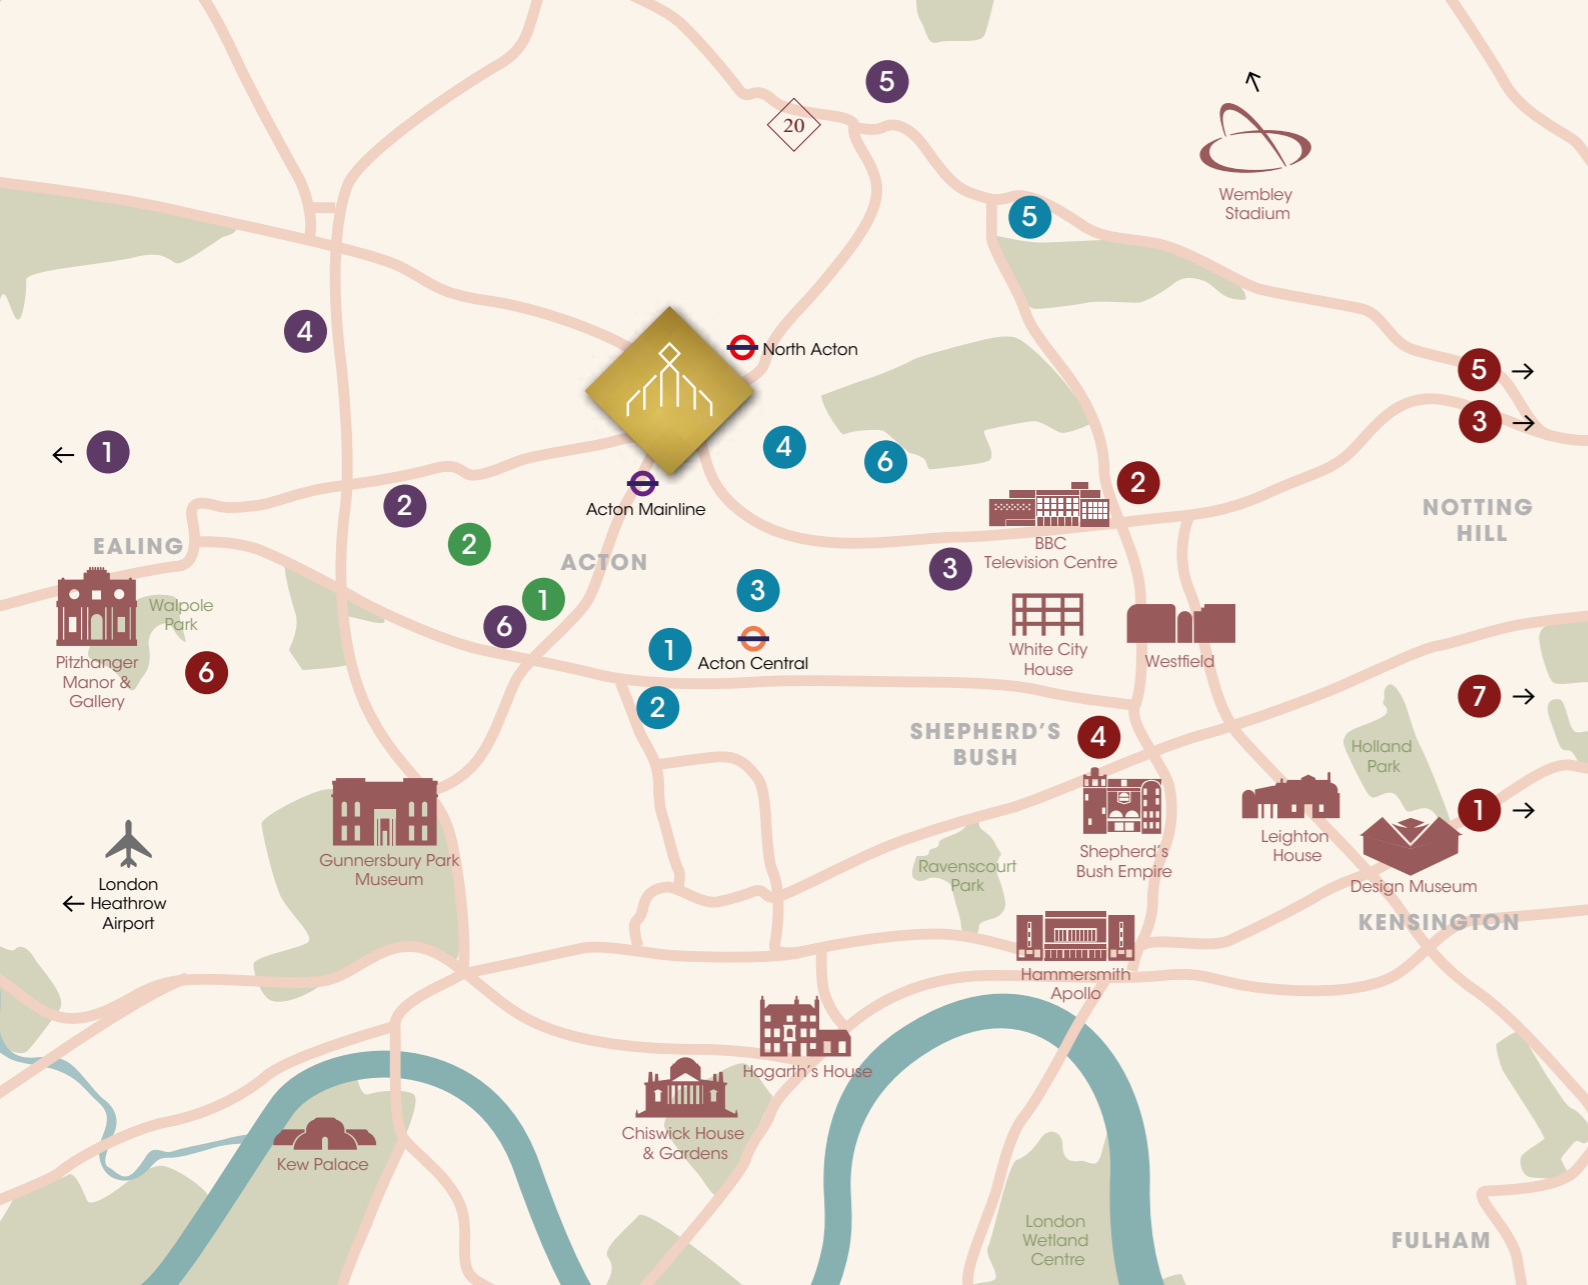 5
20
Wembley
Stadium
5
4
North Acton
5
3
1
4
6
2
2
Acton Mainline
NOTTING
HILL
EALING
2
ACTON
BBC
Television Centre
3
3
1
6
Walpole
Park
1
Acton Central
White City
House
Westfield
Pitzhanger
Manor &
Gallery
6
2
7
SHEPHERD'S
BUSH
4
Holland
Park
1
Gunnersbury Park
Museum
Leighton
House
Shepherd's
Bush Empire
Ravenscourt
Park
Design Museum
London
Heathrow
Airport
KENSINGTON
Hammersmith
Apollo
Hogarth's House
Chiswick House
& Gardens
Kew Palace
London
Wetland
Centre
FULHAM